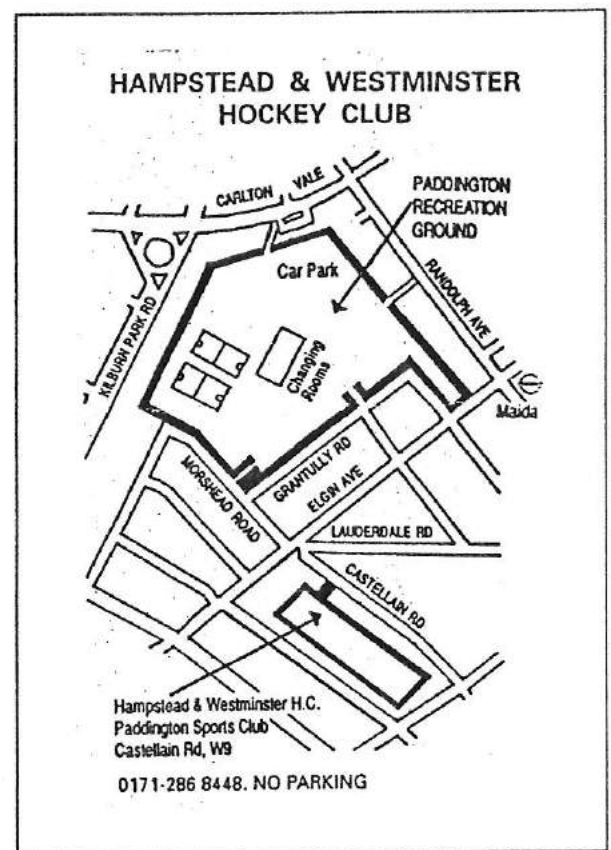 HAMPSTEAD & WESTMINSTER
HOCKEY CLUB
CARLTON VALE
PADDINGTON
RECREATION
GROUND
Car Park
RANDOLPH AVE
KILBURN PARK RD
Changing
Rooms
Maida
MORSHEAD ROAD
GRANTULLY RD
ELGIN AVE
LAUDERDALE RD
CASTELLAIN RD
Hampstead & Westminster H.C.
Paddington Sports Club
Castellain Rd, W9
0171-286 8448. NO PARKING